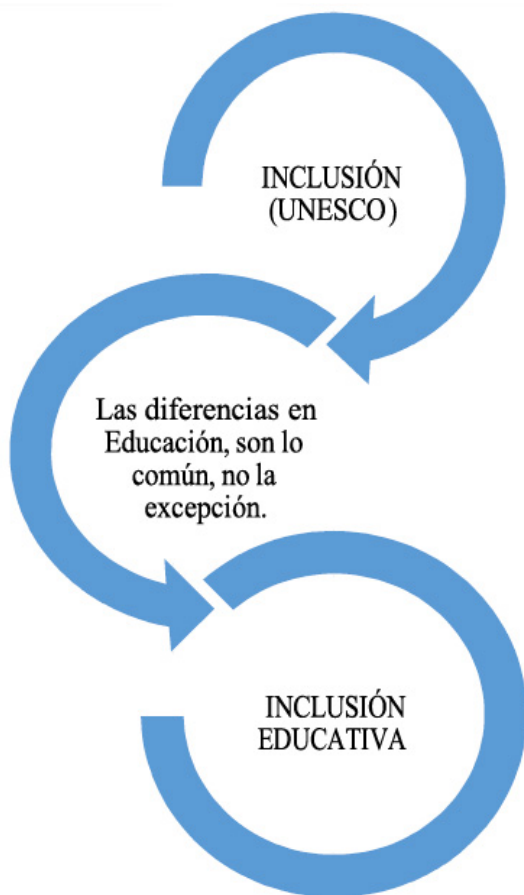 INCLUSIÓN
(UNESCO)
Las diferencias en
Educación, son lo
común, no la
excepción.
INCLUSIÓN
EDUCATIVA